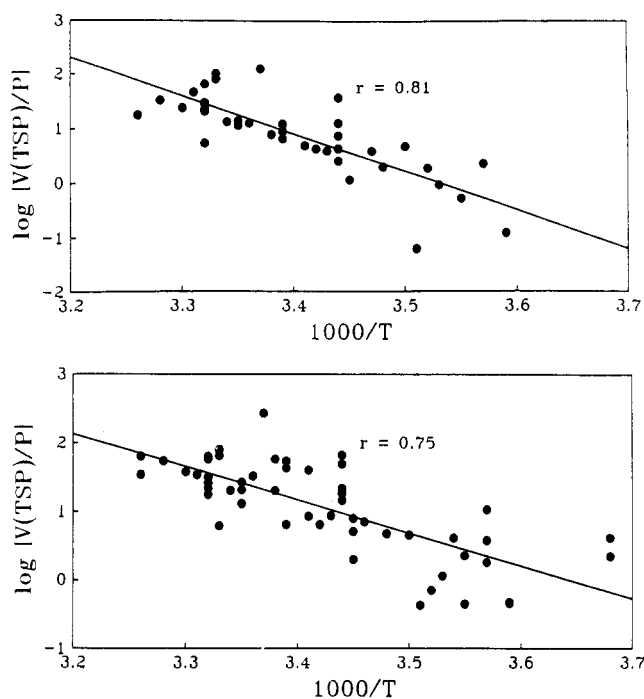 3
2
r = 0.81
1
0
-1
-2
log |V(TSP)/P|
3.2 3.3 3.4 3.5 3.6 3.7
1000/T
3
2
r = 0.75
1
0
-1
log |V(TSP)/P|
3.2 3.3 3.4 3.5 3.6 3.7
1000/T